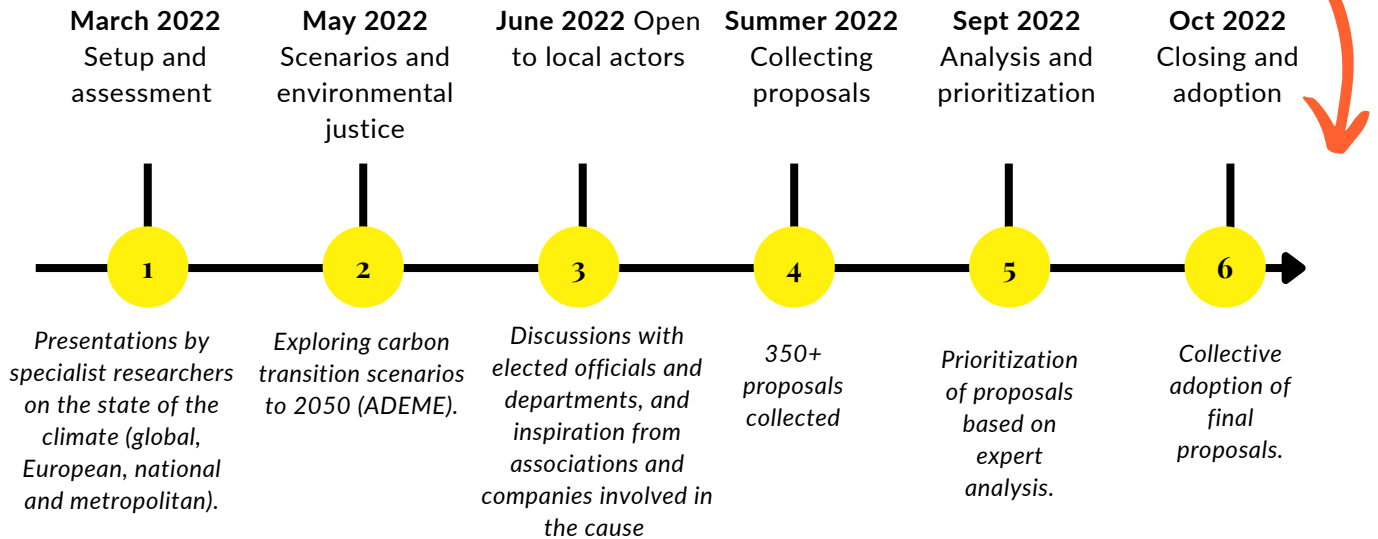 March 2022
Setup and
assessment
May 2022
Scenarios and
environmental
justice
June 2022 Open
to local actors
Summer 2022
Collecting
proposals
Sept 2022
Analysis and
prioritization
Oct 2022
Closing and
adoption
1
2
3
4
5
6
Presentations by
specialist researchers
on the state of the
climate (global,
European, national
and metropolitan).
Exploring carbon
transition scenarios
to 2050 (ADEME).
Discussions with
elected officials and
departments, and
inspiration from
associations and
companies involved in
the cause
350+
proposals
collected
Prioritization
of proposals
based on
expert
analysis.
Collective
adoption of
final
proposals.